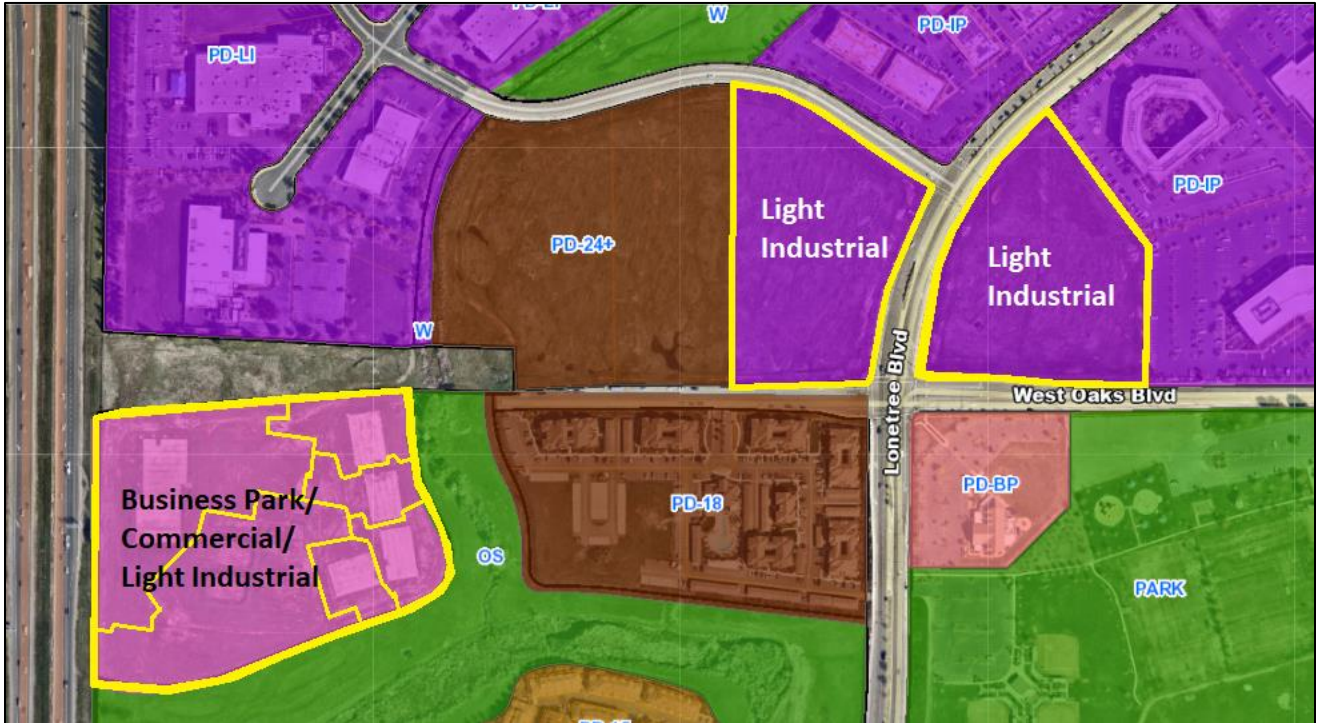 W
PD-IP
PD-LI
PD-IP
Light
Industrial
PD-24+
Light
Industrial
W
Lonetree Blvd
West Oaks Blvd
Business Park/
Commercial/
Light Industrial
PD-BP
PD-18
OS
PARK